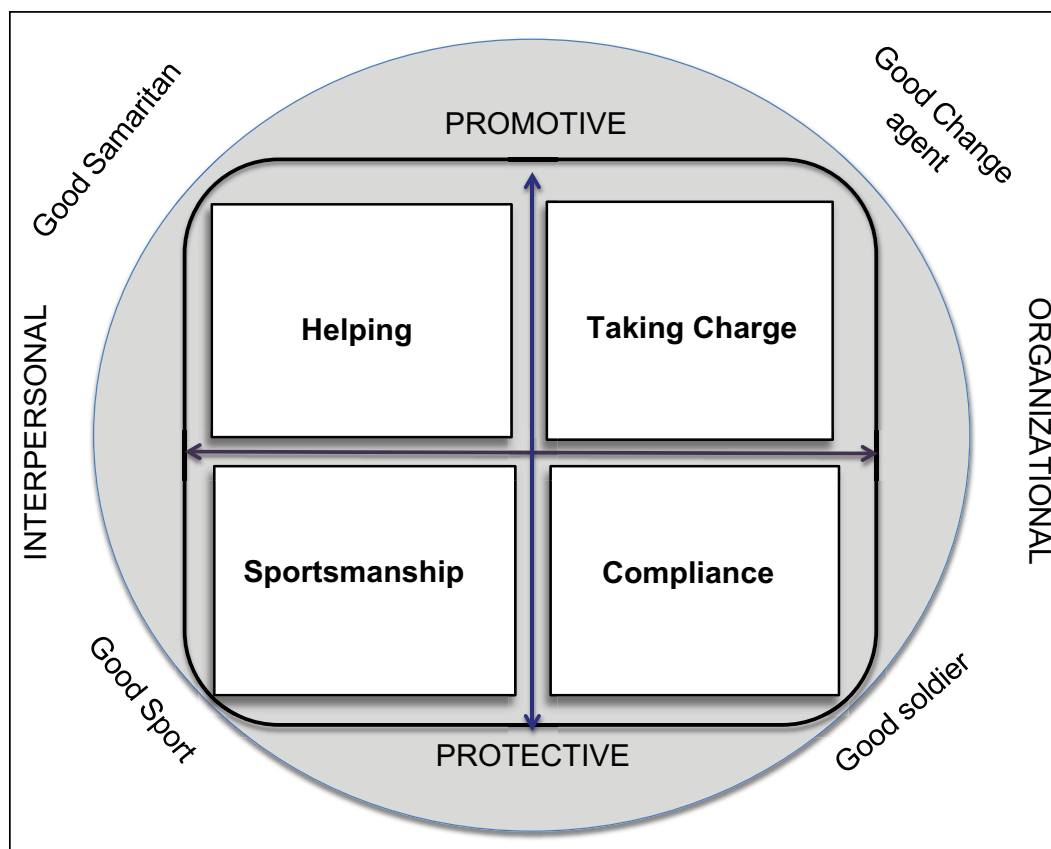 Good Samaritan
Good Change
agent
PROMOTIVE
Helping
Taking Charge
INTERPERSONAL
ORGANIZATIONAL
Sportsmanship
Compliance
Good Sport
Good soldier
PROTECTIVE